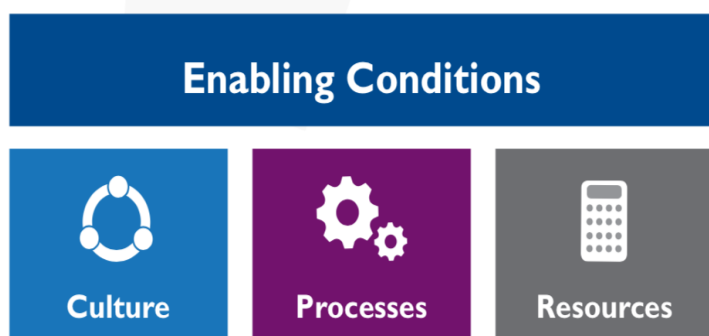 Enabling Conditions
Culture
Processes
Resources